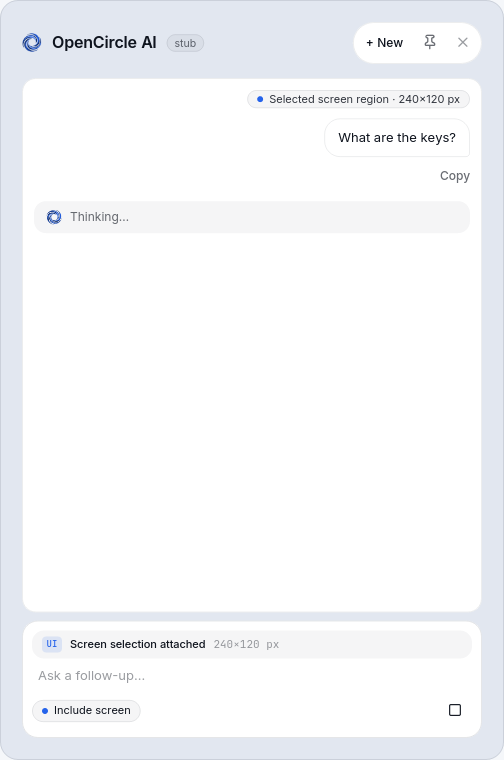 OpenCircle AI stub + New
Selected screen region · 240×120 px
What are the keys?
Copy
Thinking...
UI Screen selection attached 240×120 px
Ask a follow-up...
Include screen